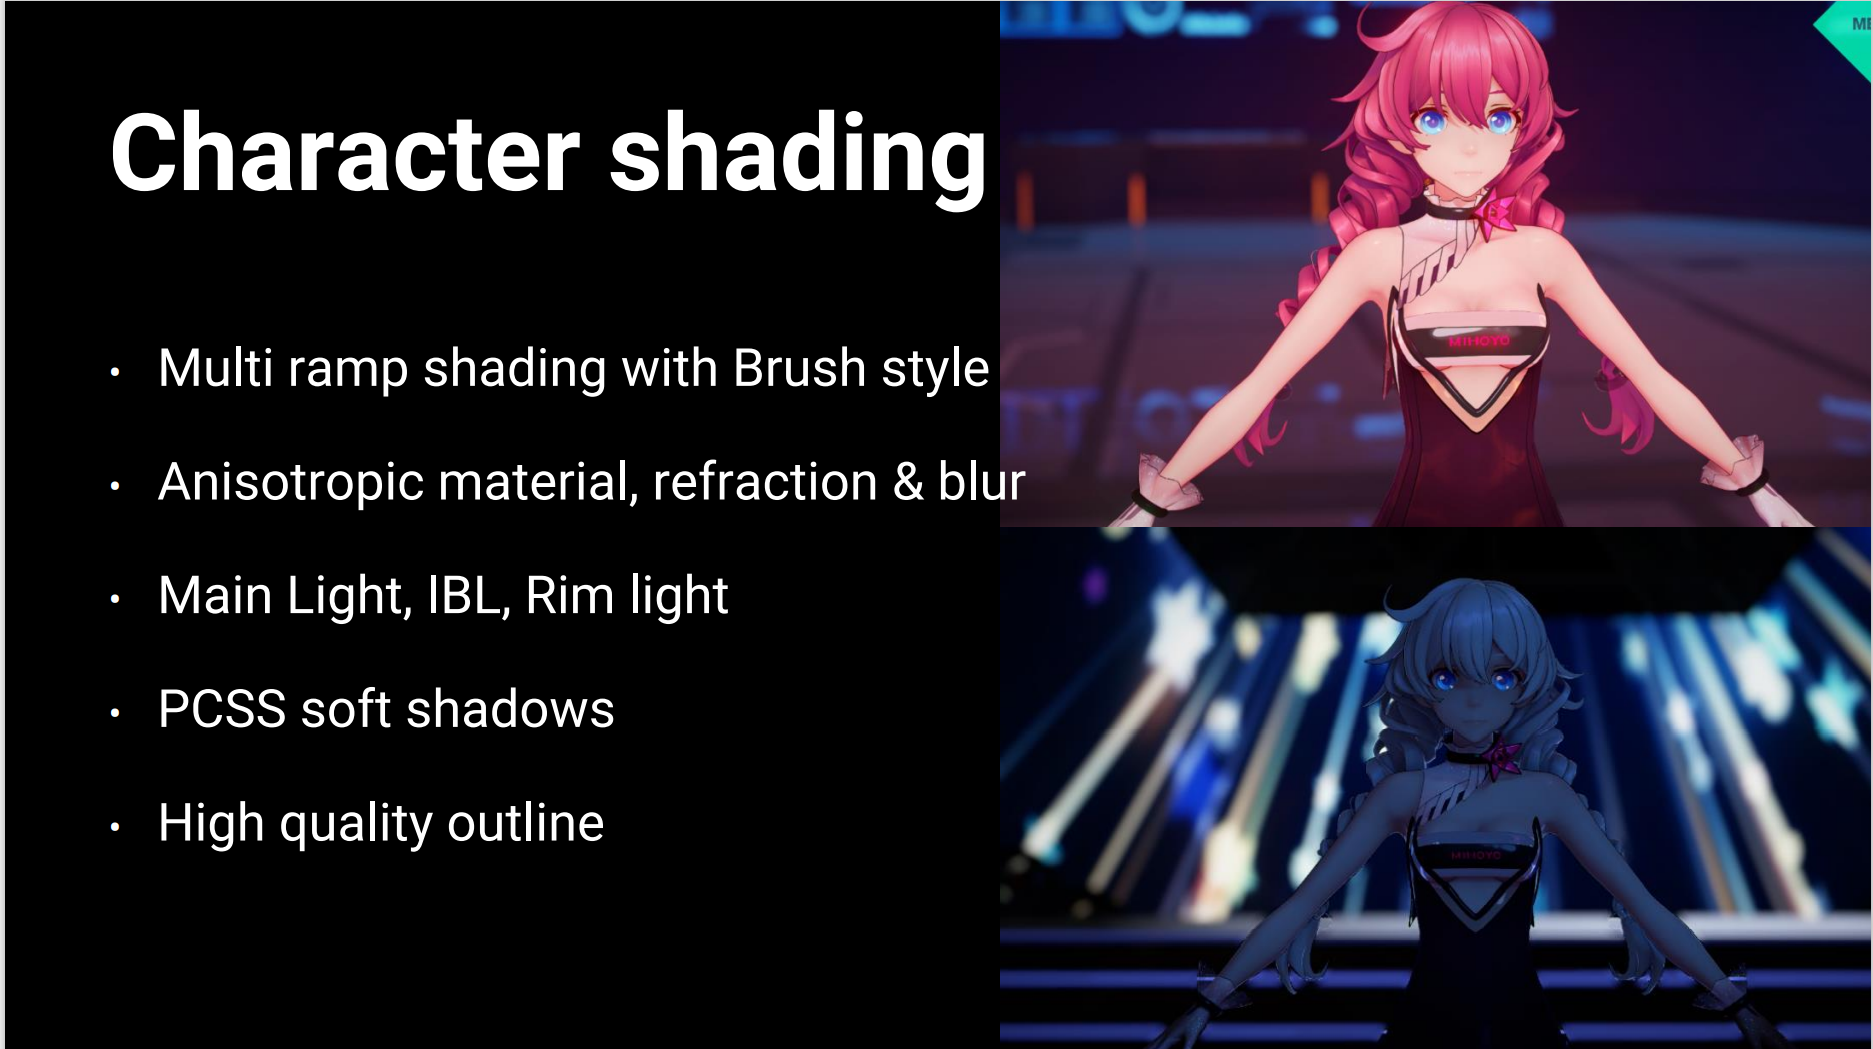 Character shading
• Multi ramp shading with Brush style
• Anisotropic material, refraction & blur
• Main Light, IBL, Rim light
• PCSS soft shadows
• High quality outline
MIHOYO
MIHOYO